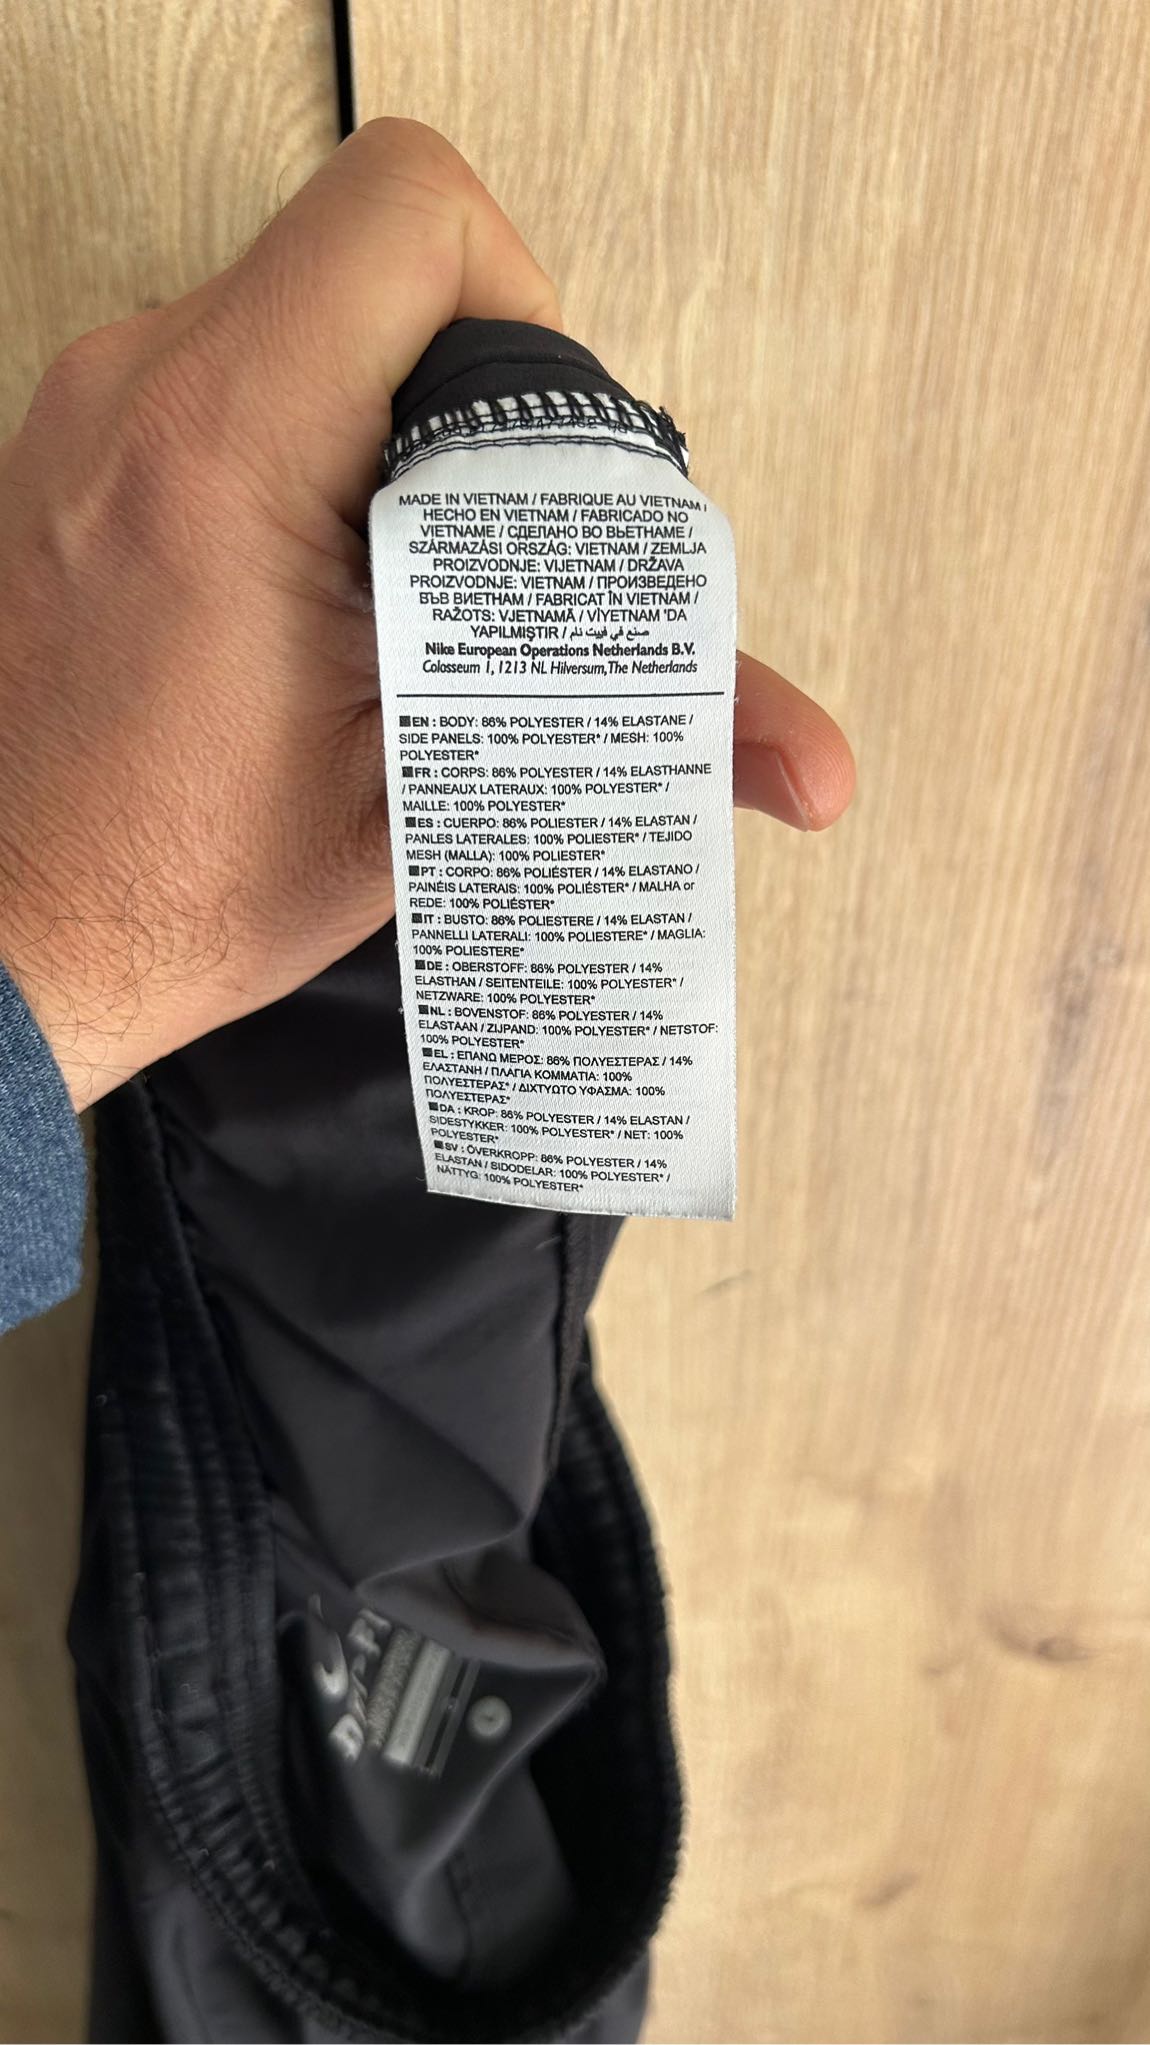 MADE IN VIETNAM / FABRIQUE AU VIETNAM /
HECHO EN VIETNAM / FABRICADO NO
VIETNAME / СДЕЛАНО ВО ВЬЕТНАМЕ /
SZÁRMAZÁSI ORSZÁG: VIETNAM / ZEMLJA
PROIZVODNJE: VIJETNAM / DRŽAVA
PROIZVODNJE: VIETNAM / ПРОИЗВЕДЕНО
ВЪВ ВИЕТНАМ / FABRICAT ÎN VIETNAM /
RAŽOTS: VJETNAMĀ / VİYETNAM 'DA
YAPILMIŞTIR / صنع في فييت نام
Nike European Operations Netherlands B.V.
Colosseum 1, 1213 NL Hilversum, The Netherlands
EN : BODY: 86% POLYESTER / 14% ELASTANE /
SIDE PANELS: 100% POLYESTER* / MESH: 100%
POLYESTER*
FR : CORPS: 86% POLYESTER / 14% ELASTHANNE
/ PANNEAUX LATERAUX: 100% POLYESTER* /
MAILLE: 100% POLYESTER*
ES : CUERPO: 86% POLIESTER / 14% ELASTAN /
PANLES LATERALES: 100% POLIESTER* / TEJIDO
MESH (MALLA): 100% POLIESTER*
PT : CORPO: 86% POLIÉSTER / 14% ELASTANO /
PAINÉIS LATERAIS: 100% POLIÉSTER* / MALHA or
REDE: 100% POLIÉSTER*
IT : BUSTO: 86% POLIESTERE / 14% ELASTAN /
PANNELLI LATERALI: 100% POLIESTERE* / MAGLIA:
100% POLIESTERE*
DE : OBERSTOFF: 86% POLYESTER / 14%
ELASTHAN / SEITENTEILE: 100% POLYESTER* /
NETZWARE: 100% POLYESTER*
NL : BOVENSTOF: 86% POLYESTER / 14%
ELASTAAN / ZIJPAND: 100% POLYESTER* / NETSTOF:
100% POLYESTER*
EL : ΕΠΑΝΩ ΜΕΡΟΣ: 86% ΠΟΛΥΕΣΤΕΡΑΣ / 14%
ΕΛΑΣΤΑΝΗ / ΠΛΑΓΙΑ ΚΟΜΜΑΤΙΑ: 100%
ΠΟΛΥΕΣΤΕΡΑΣ* / ΔΙΧΤΥΩΤΟ ΥΦΑΣΜΑ: 100%
ΠΟΛΥΕΣΤΕΡΑΣ*
DA : KROP: 86% POLYESTER / 14% ELASTAN /
SIDESTYKKER: 100% POLYESTER* / NET: 100%
POLYESTER*
SV : ÖVERKROPP: 86% POLYESTER / 14%
ELASTAN / SIDODELAR: 100% POLYESTER* /
NÄTTYG: 100% POLYESTER*